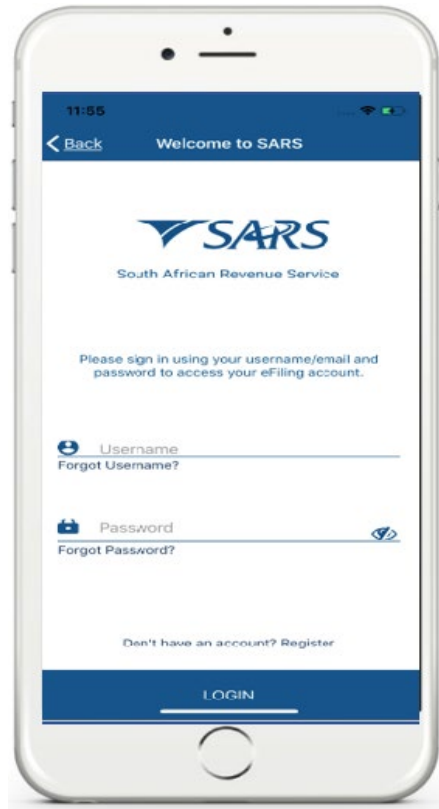 11:55
Back Welcome to SARS
SARS
South African Revenue Service
Please sign in using your username/email and
password to access your eFiling account.
Username
Forgot Username?
Password
Forgot Password?
Don't have an account? Register
LOGIN